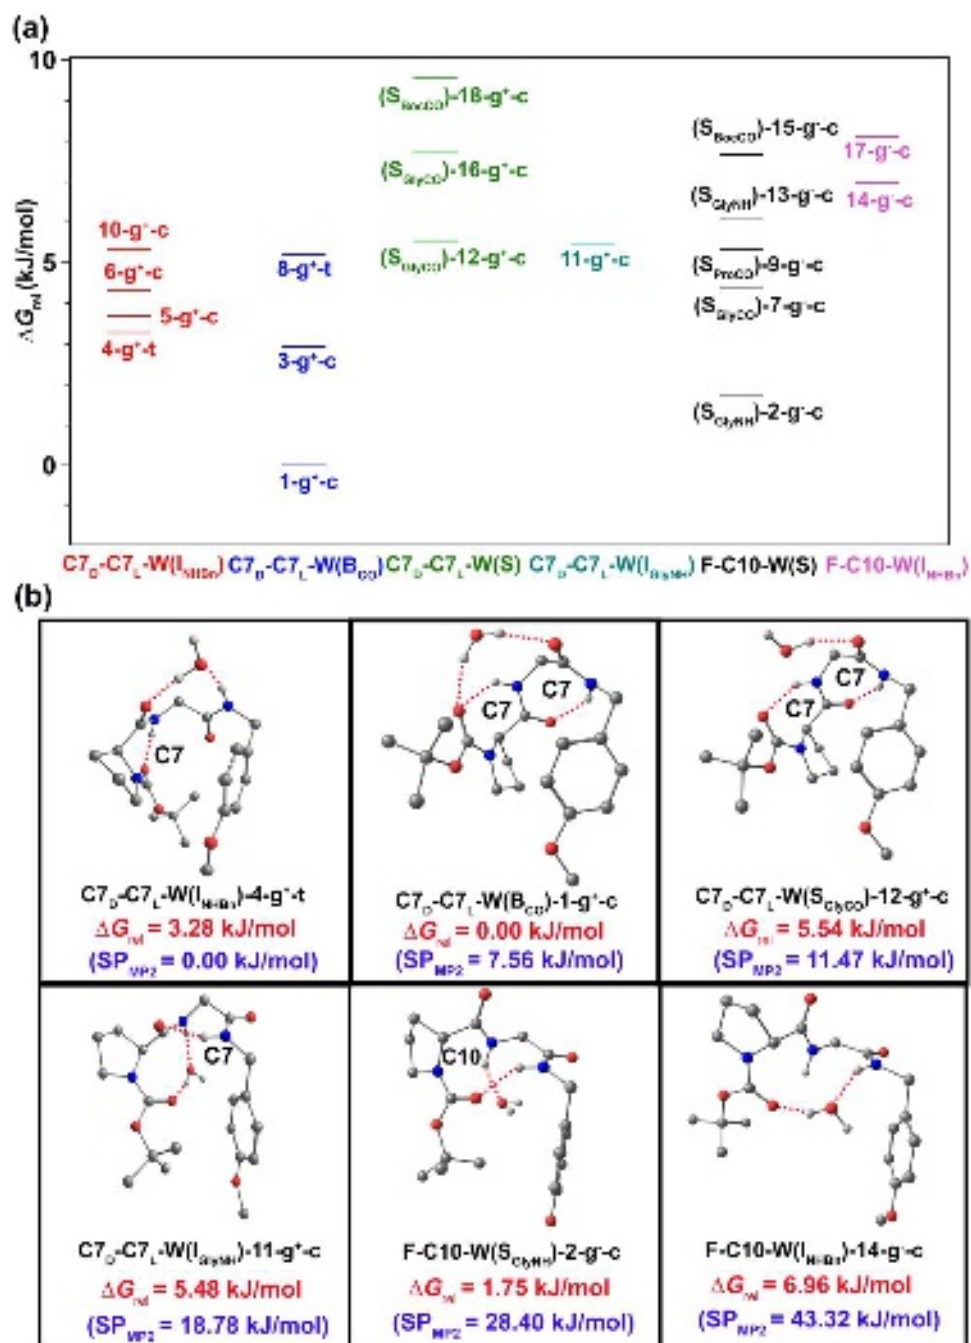 (a)
10
(S_BocCO)-18-g⁺-c
(S_BocCO)-15-g⁻-c
17-g⁻-c
(S_GlyCO)-16-g⁺-c
(S_GlyNH)-13-g⁻-c
14-g⁻-c
10-g⁺-c
ΔG_rel (kJ/mol)
5
6-g⁺-c
8-g⁺-t
(S_GlyCO)-12-g⁺-c
11-g⁺-c
(S_ProCO)-9-g⁻-c
5-g⁺-c
(S_GlyCO)-7-g⁻-c
4-g⁺-t
3-g⁺-c
(S_GlyNH)-2-g⁻-c
0
1-g⁺-c
C7_D-C7_L-W(I_NHBn) C7_D-C7_L-W(B_CO) C7_D-C7_L-W(S) C7_D-C7_L-W(I_GlyNH) F-C10-W(S) F-C10-W(I_NHBn)
(b)
C7
C7
C7
C7
C7
C7_D-C7_L-W(I_NHBn)-4-g⁺-t
ΔG_rel = 3.28 kJ/mol
(SP_MP2 = 0.00 kJ/mol)
C7_D-C7_L-W(B_CO)-1-g⁺-c
ΔG_rel = 0.00 kJ/mol
(SP_MP2 = 7.56 kJ/mol)
C7_D-C7_L-W(S_GlyCO)-12-g⁺-c
ΔG_rel = 5.54 kJ/mol
(SP_MP2 = 11.47 kJ/mol)
C7
C10
C7_D-C7_L-W(I_GlyNH)-11-g⁺-c
ΔG_rel = 5.48 kJ/mol
(SP_MP2 = 18.78 kJ/mol)
F-C10-W(S_GlyNH)-2-g⁻-c
ΔG_rel = 1.75 kJ/mol
(SP_MP2 = 28.40 kJ/mol)
F-C10-W(I_NHBn)-14-g⁻-c
ΔG_rel = 6.96 kJ/mol
(SP_MP2 = 43.32 kJ/mol)